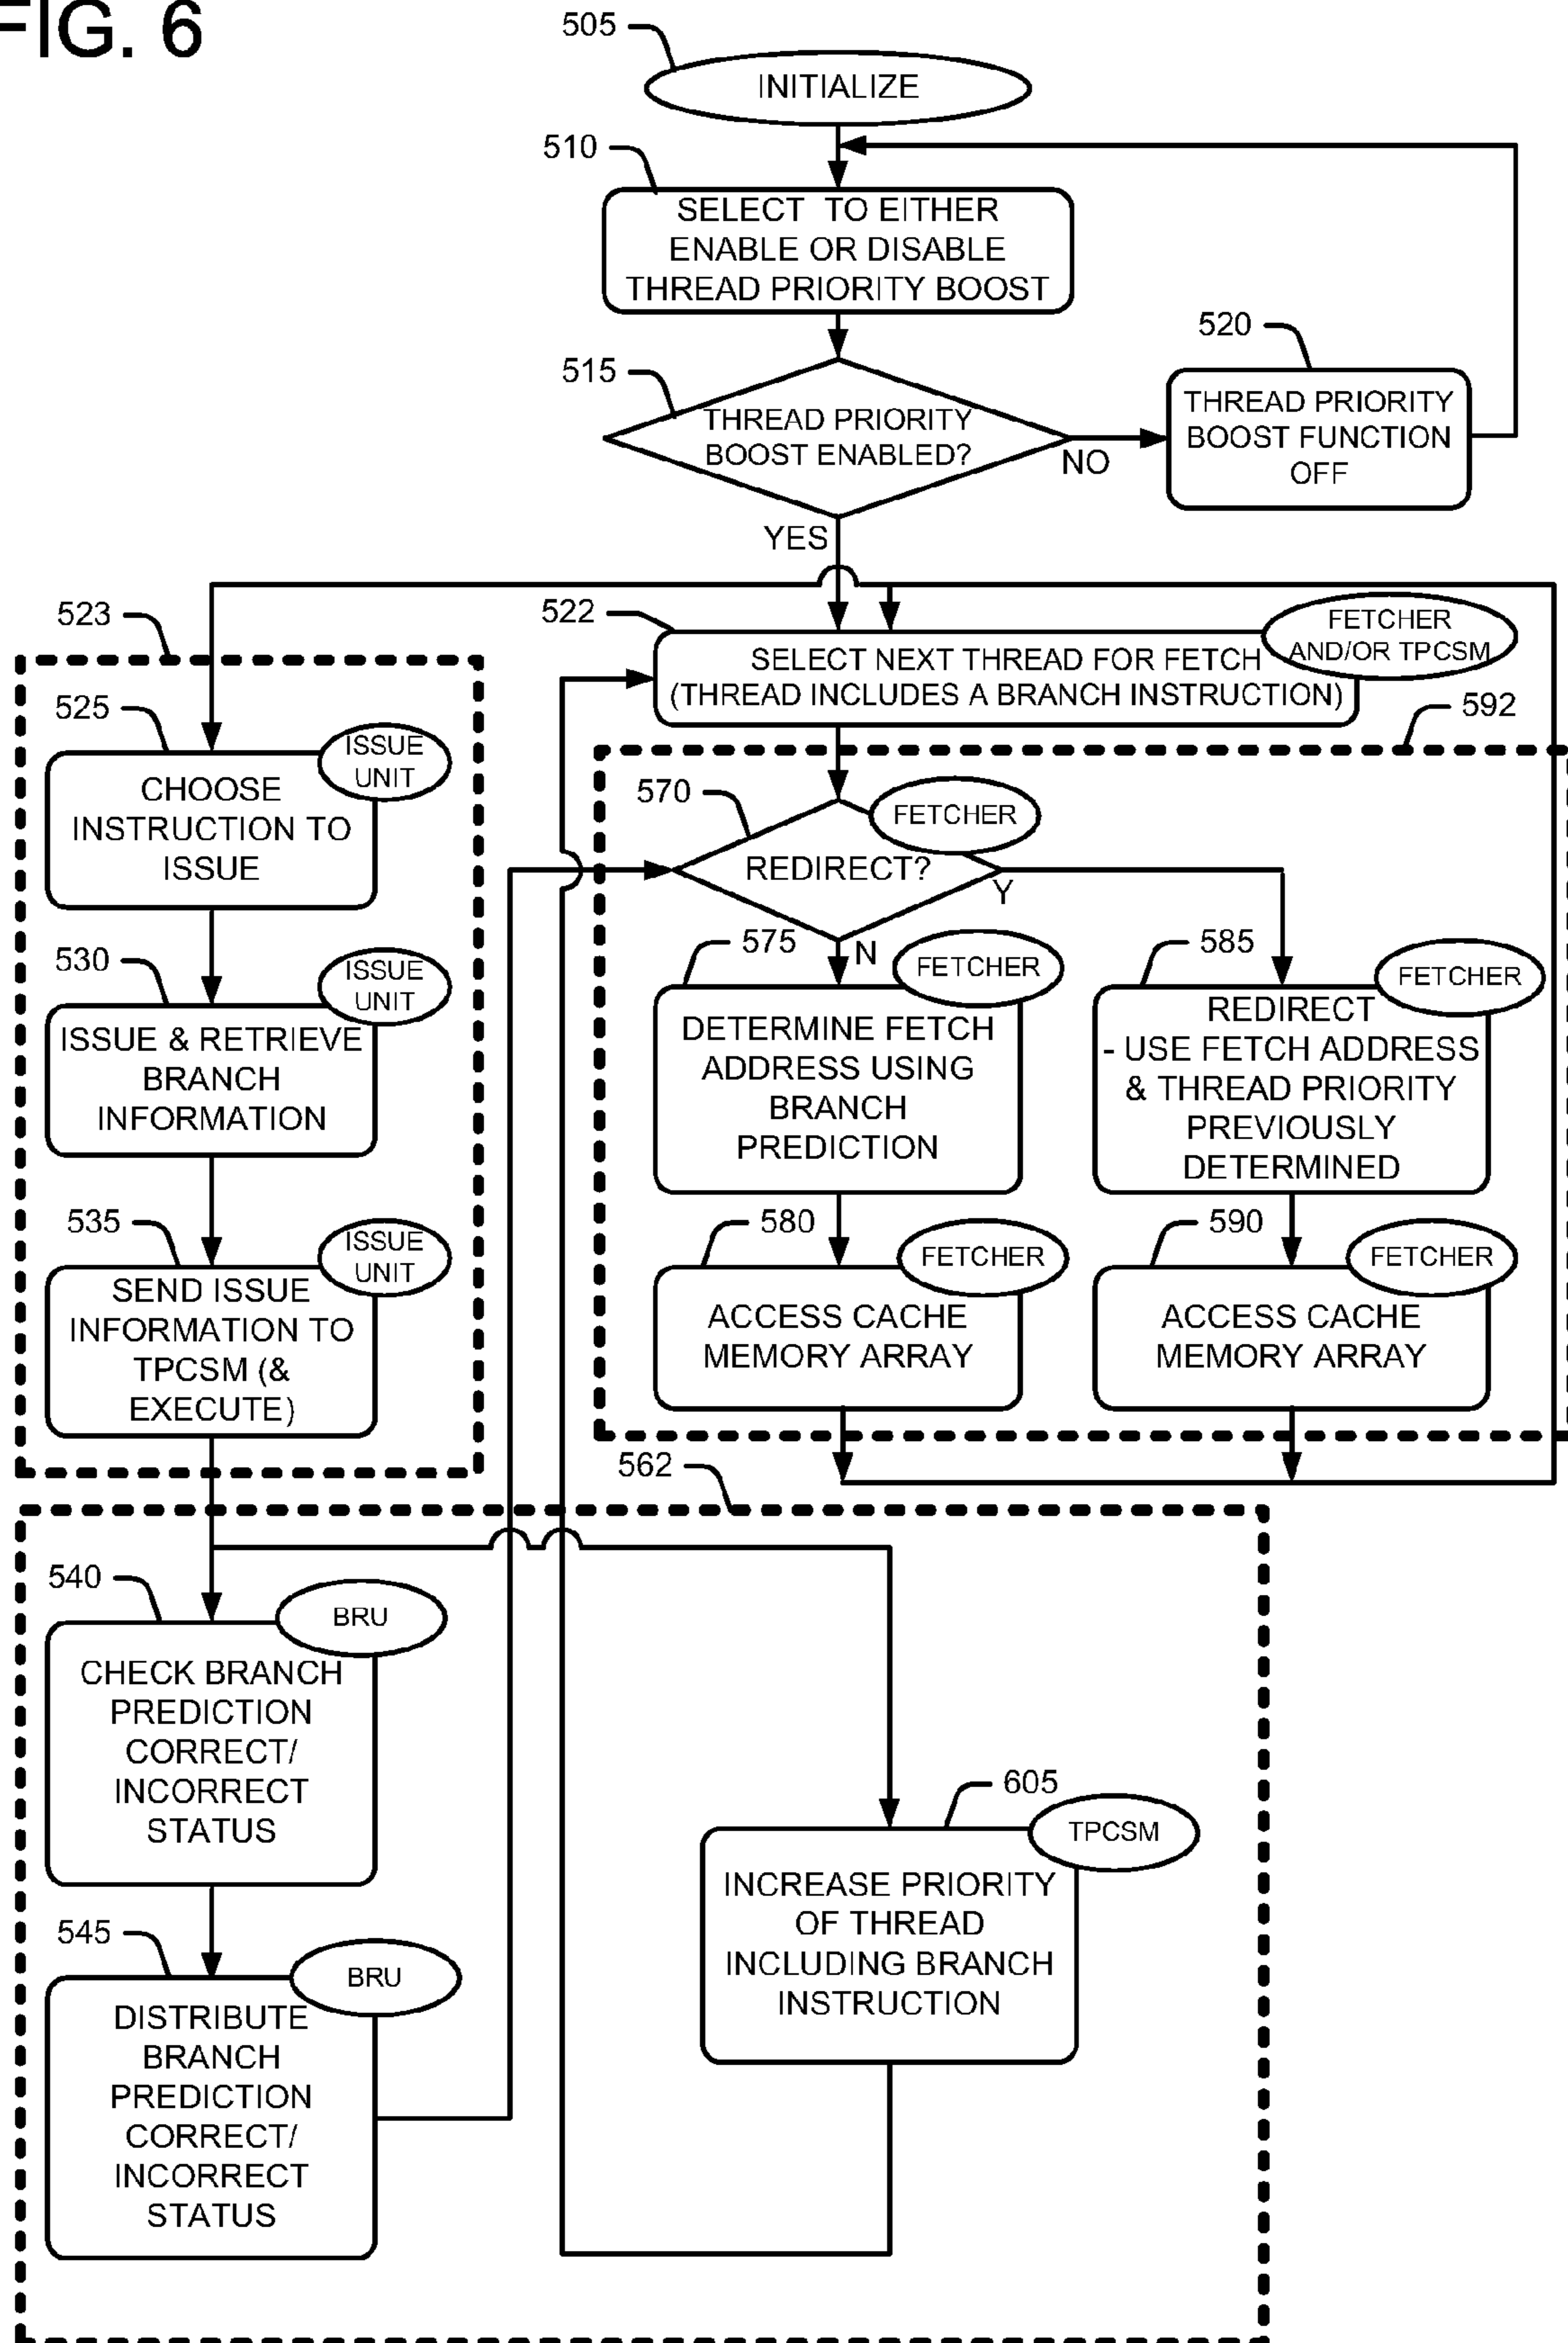 FIG. 6
505
INITIALIZE
510
SELECT TO EITHER
ENABLE OR DISABLE
THREAD PRIORITY BOOST
515
THREAD PRIORITY
BOOST ENABLED?
NO
520
THREAD PRIORITY
BOOST FUNCTION
OFF
YES
523
522
FETCHER
AND/OR TPCSM
SELECT NEXT THREAD FOR FETCH
(THREAD INCLUDES A BRANCH INSTRUCTION)
592
525
ISSUE
UNIT
CHOOSE
INSTRUCTION TO
ISSUE
570
FETCHER
REDIRECT?
Y
N
530
ISSUE
UNIT
ISSUE & RETRIEVE
BRANCH
INFORMATION
575
FETCHER
DETERMINE FETCH
ADDRESS USING
BRANCH
PREDICTION
585
FETCHER
REDIRECT
- USE FETCH ADDRESS
& THREAD PRIORITY
PREVIOUSLY
DETERMINED
535
ISSUE
UNIT
SEND ISSUE
INFORMATION TO
TPCSM (&
EXECUTE)
580
FETCHER
ACCESS CACHE
MEMORY ARRAY
590
FETCHER
ACCESS CACHE
MEMORY ARRAY
562
540
BRU
CHECK BRANCH
PREDICTION
CORRECT/
INCORRECT
STATUS
605
TPCSM
INCREASE PRIORITY
OF THREAD
INCLUDING BRANCH
INSTRUCTION
545
BRU
DISTRIBUTE
BRANCH
PREDICTION
CORRECT/
INCORRECT
STATUS